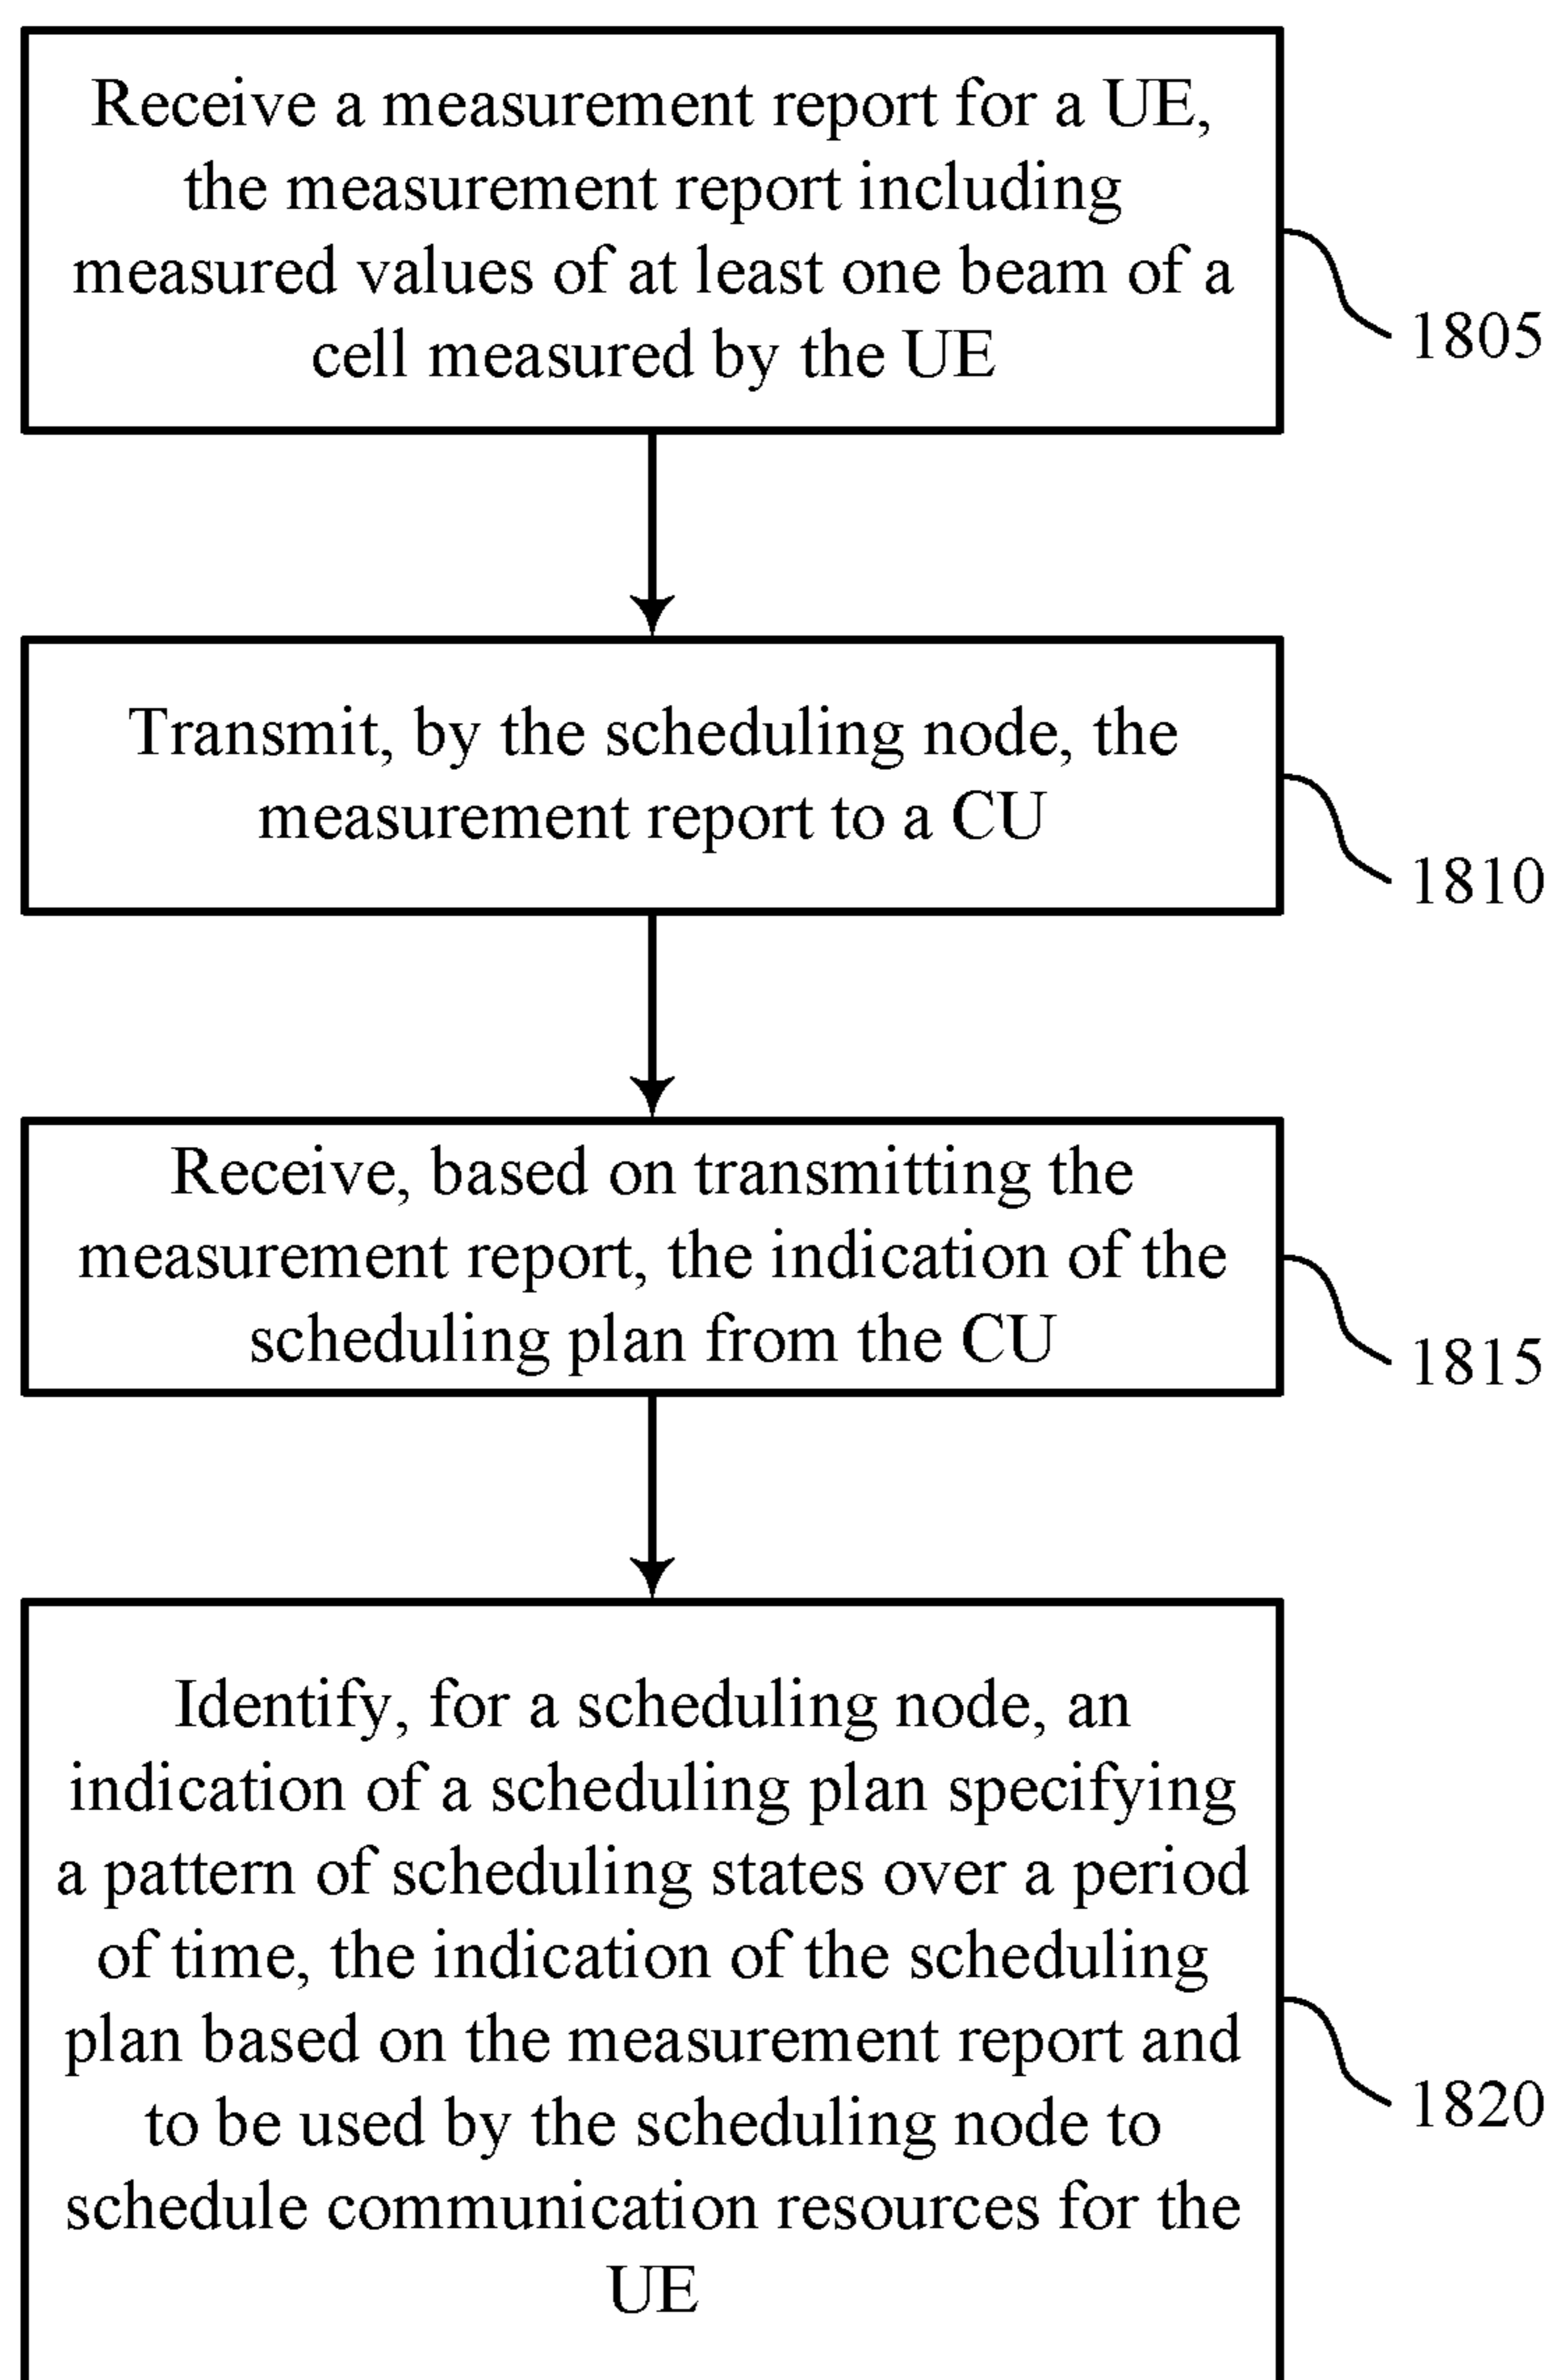 Receive a measurement report for a UE,
the measurement report including
measured values of at least one beam of a
cell measured by the UE
1805
Transmit, by the scheduling node, the
measurement report to a CU
1810
Receive, based on transmitting the
measurement report, the indication of the
scheduling plan from the CU
1815
Identify, for a scheduling node, an
indication of a scheduling plan specifying
a pattern of scheduling states over a period
of time, the indication of the scheduling
plan based on the measurement report and
to be used by the scheduling node to
schedule communication resources for the
UE
1820